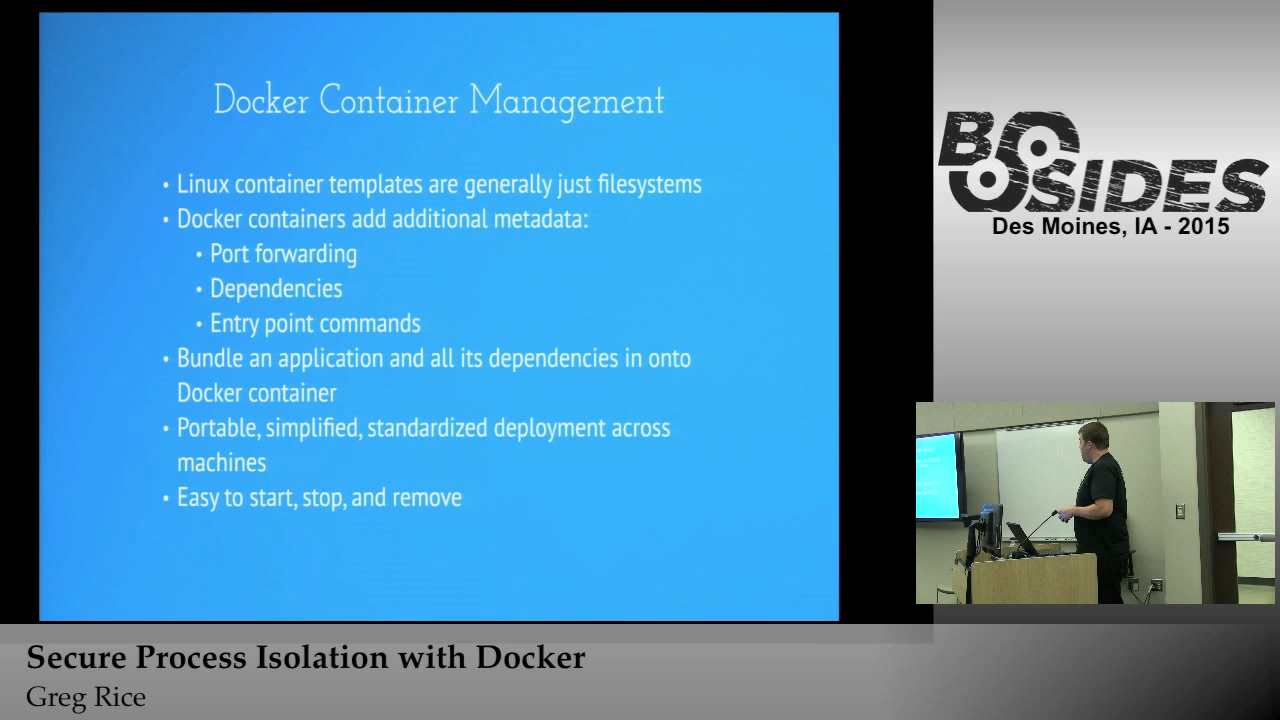 Docker Container Management
• Linux container templates are generally just filesystems
• Docker containers add additional metadata:
• Port forwarding
• Dependencies
• Entry point commands
• Bundle an application and all its dependencies in onto
Docker container
• Portable, simplified, standardized deployment across
machines
• Easy to start, stop, and remove
BSIDES
Des Moines, IA - 2015
Secure Process Isolation with Docker
Greg Rice